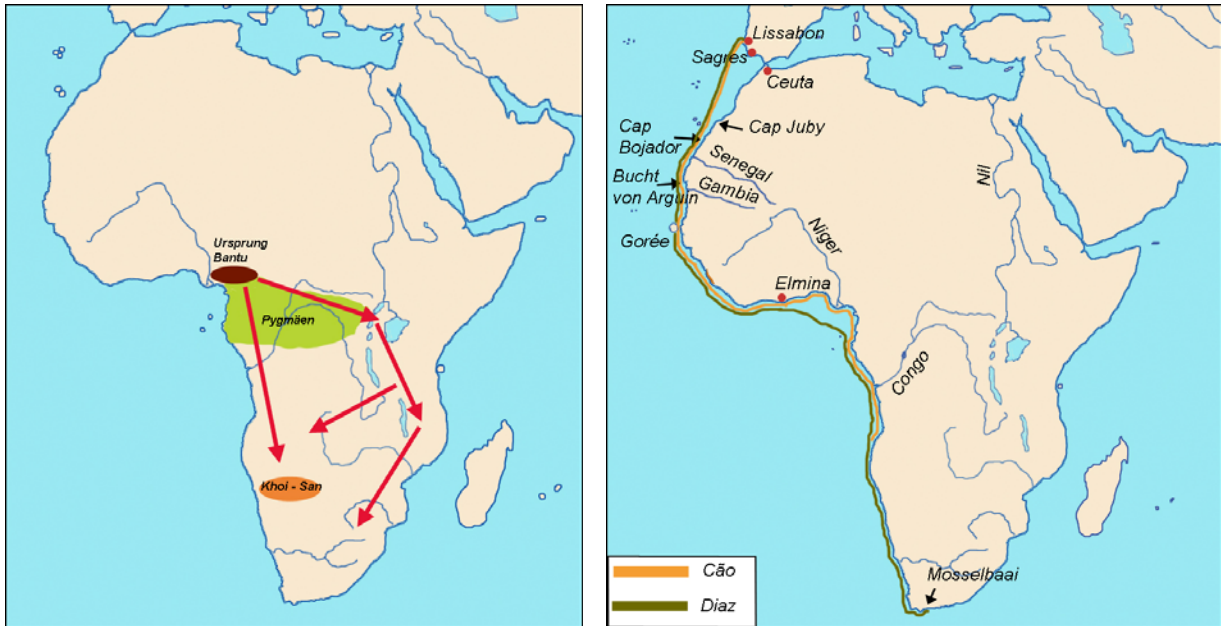 Ursprung
Bantu
Pygmäen
Khoi - San
Lissabon
Sagres
Ceuta
Cap
Bojador
Cap Juby
Senegal
Bucht
von Arguin
Gambia
Nil
Gorée
Niger
Elmina
Congo
Mosselbaai
Cão
Diaz